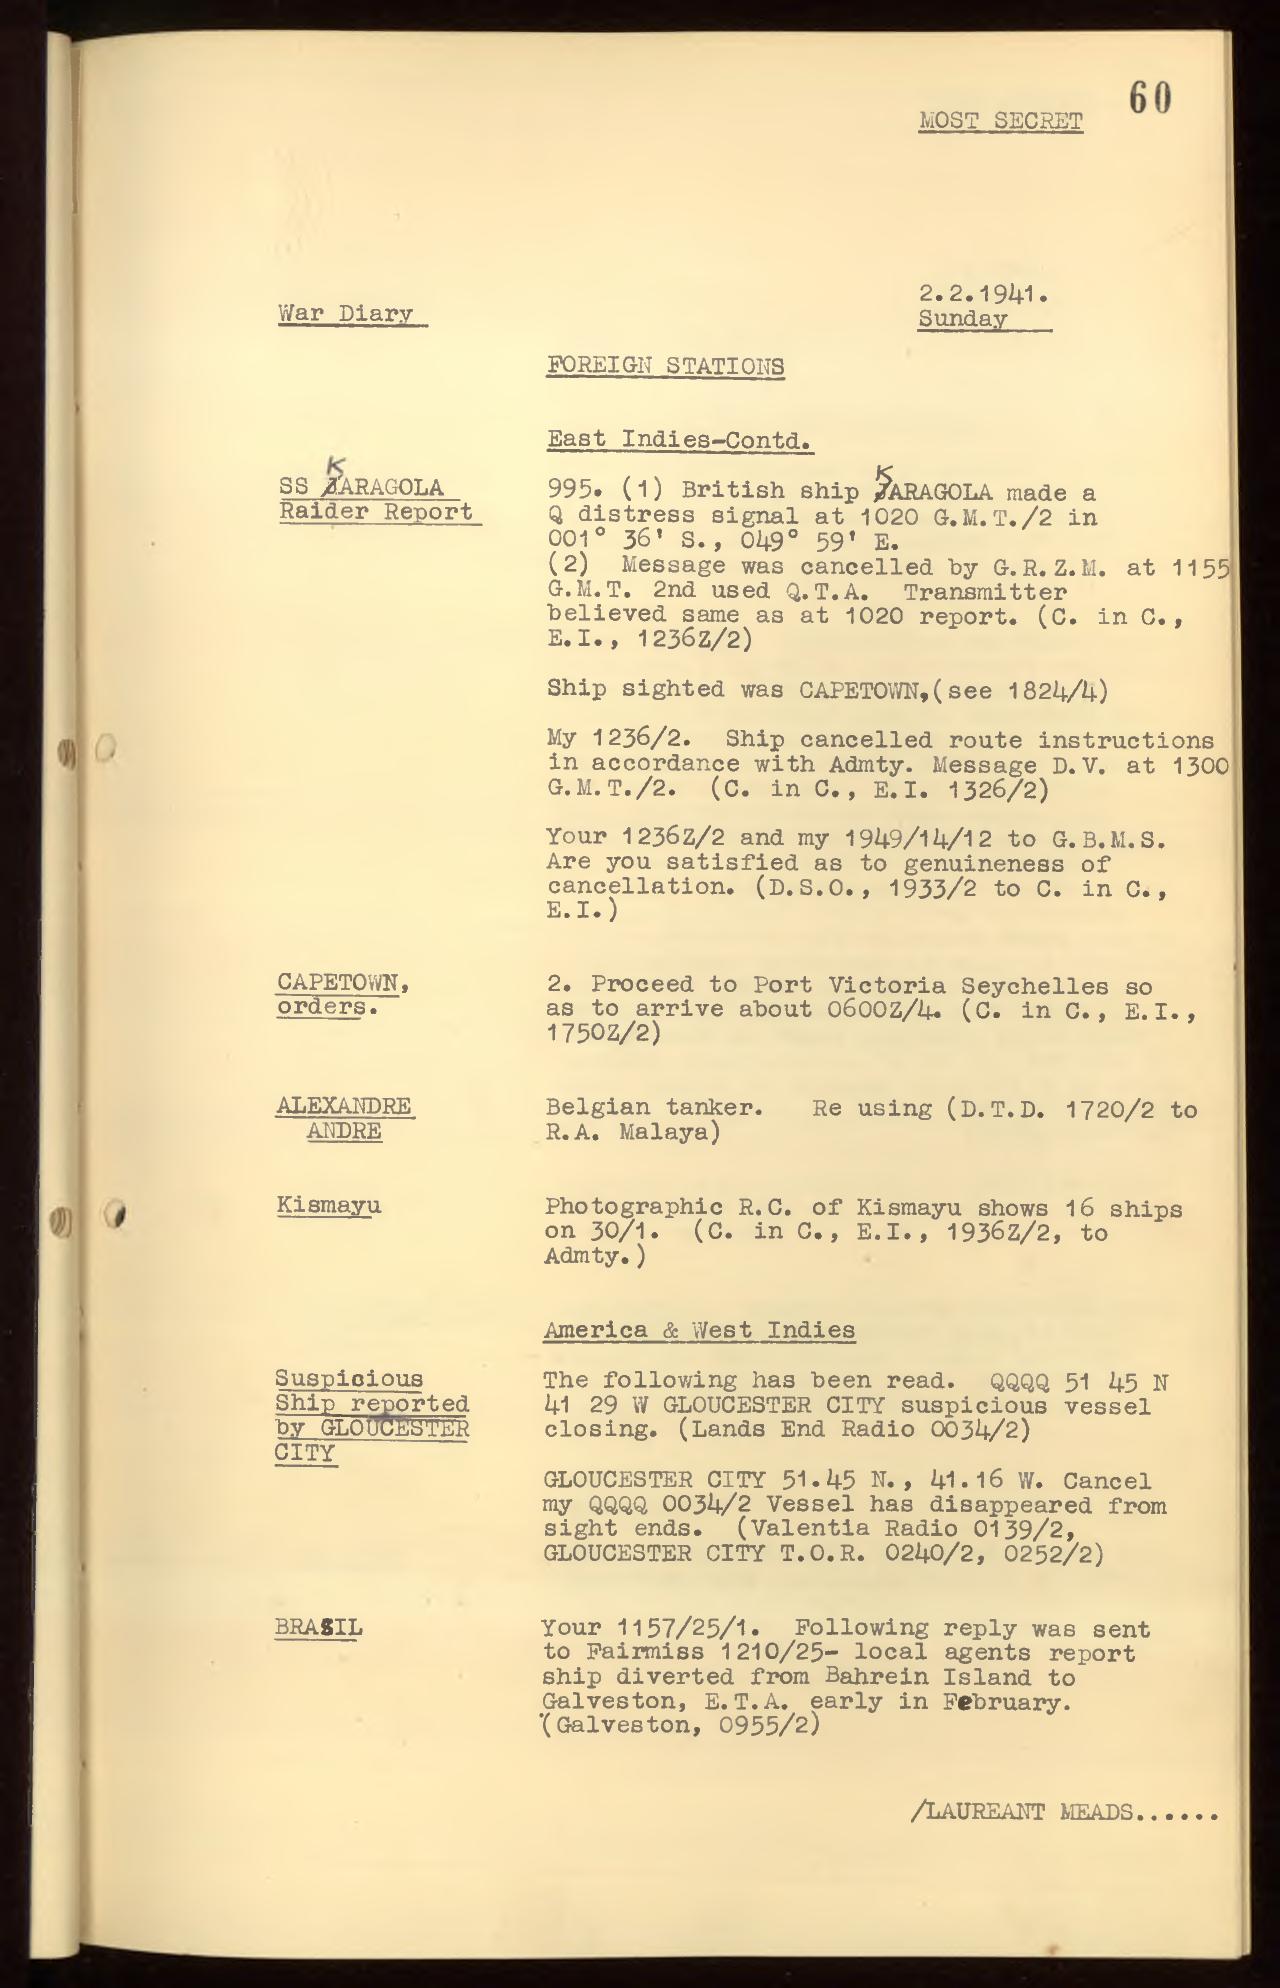 60
MOST SECRET
War Diary
2.2.1941.
Sunday
FOREIGN STATIONS
East Indies-Contd.
SS KARAGOLA
Raider Report
995. (1) British ship KARAGOLA made a
Q distress signal at 1020 G.M.T./2 in
001° 36' S., 049° 59' E.
(2) Message was cancelled by G.R.Z.M. at 1155
G.M.T. 2nd used Q.T.A. Transmitter
believed same as at 1020 report. (C. in C.,
E.I., 1236Z/2)
Ship sighted was CAPETOWN,(see 1824/4)
My 1236/2. Ship cancelled route instructions
in accordance with Admty. Message D.V. at 1300
G.M.T./2. (C. in C., E.I. 1326/2)
Your 1236Z/2 and my 1949/14/12 to G.B.M.S.
Are you satisfied as to genuineness of
cancellation. (D.S.O., 1933/2 to C. in C.,
E.I.)
CAPETOWN,
orders.
2. Proceed to Port Victoria Seychelles so
as to arrive about 0600Z/4. (C. in C., E.I.,
1750Z/2)
ALEXANDRE
ANDRE
Belgian tanker. Re using (D.T.D. 1720/2 to
R.A. Malaya)
Kismayu
Photographic R.C. of Kismayu shows 16 ships
on 30/1. (C. in C., E.I., 1936Z/2, to
Admty.)
America & West Indies
Suspicious
Ship reported
by GLOUCESTER
CITY
The following has been read. QQQQ 51 45 N
41 29 W GLOUCESTER CITY suspicious vessel
closing. (Lands End Radio 0034/2)
GLOUCESTER CITY 51.45 N., 41.16 W. Cancel
my QQQQ 0034/2 Vessel has disappeared from
sight ends. (Valentia Radio 0139/2,
GLOUCESTER CITY T.O.R. 0240/2, 0252/2)
BRASIL
Your 1157/25/1. Following reply was sent
to Fairmiss 1210/25- local agents report
ship diverted from Bahrein Island to
Galveston, E.T.A. early in February.
(Galveston, 0955/2)
/LAUREANT MEADS......